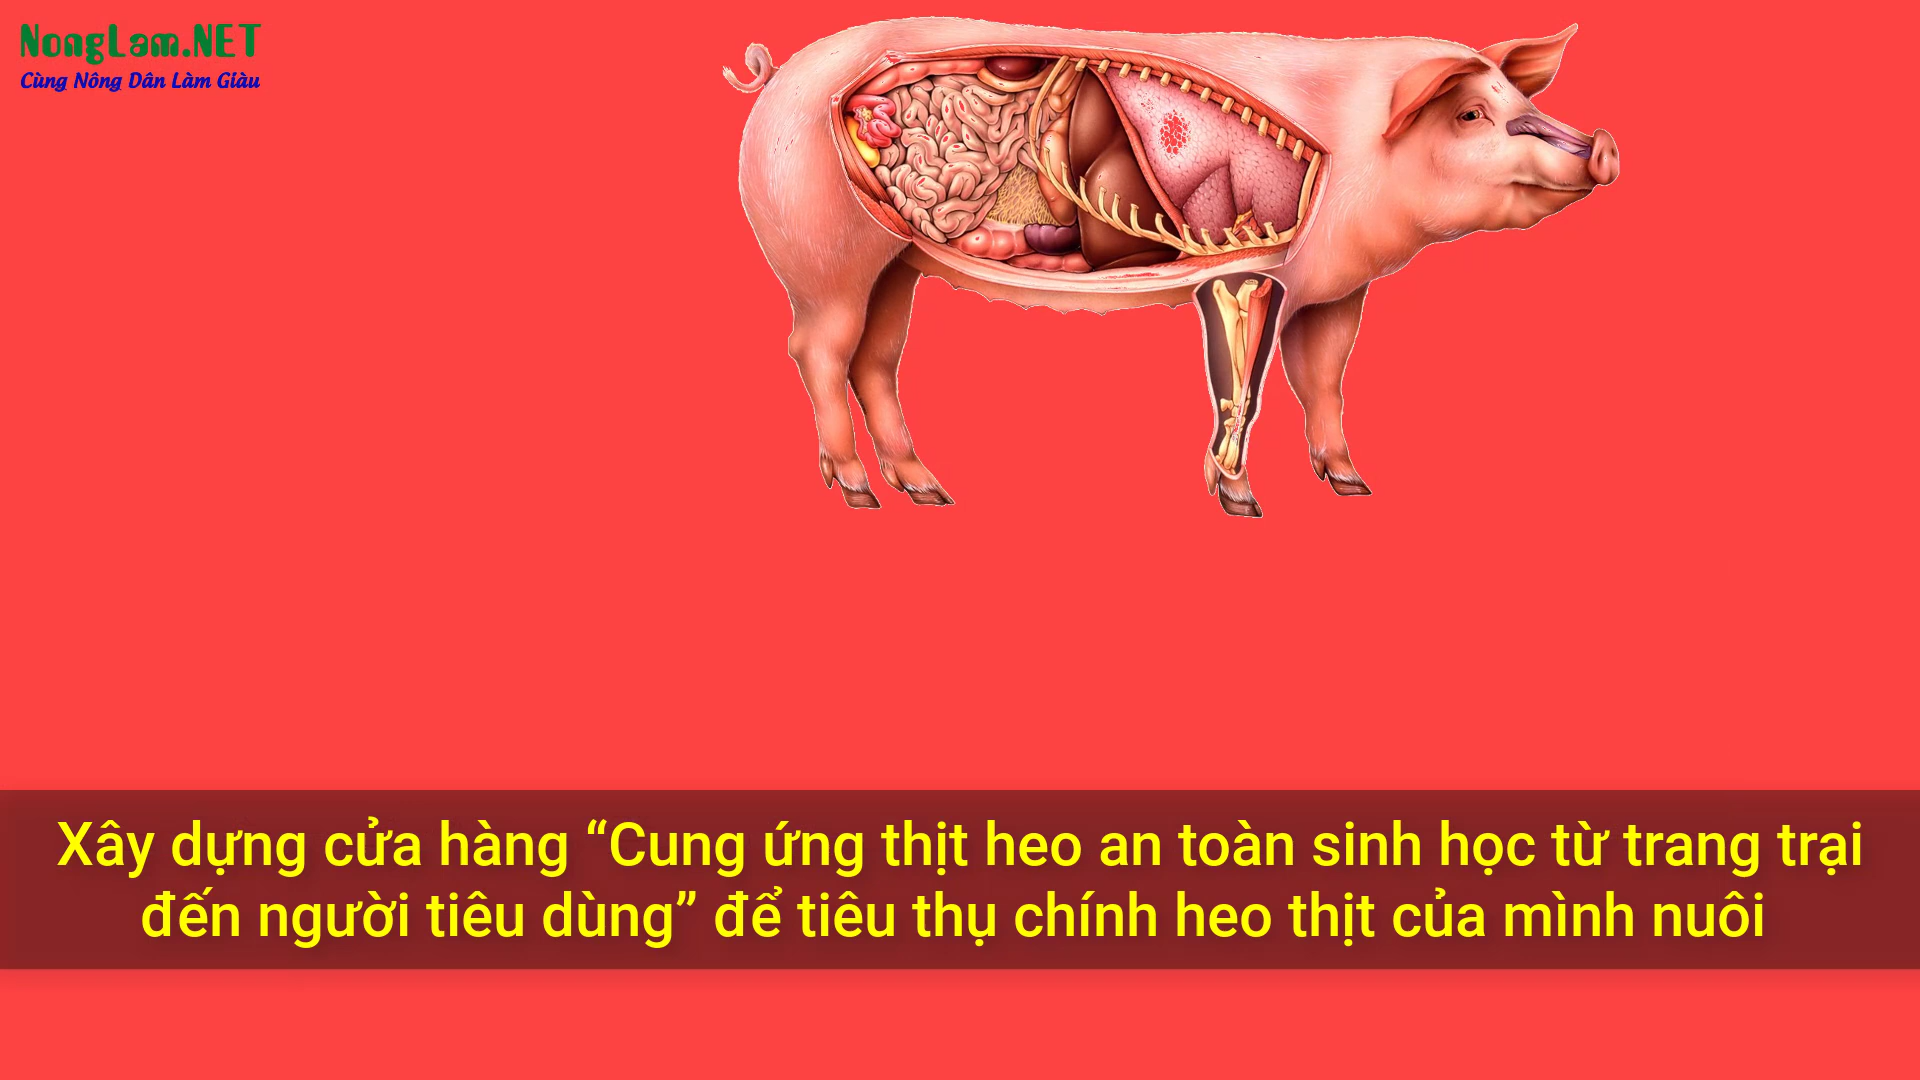 NongLam.NET
Cùng Nông Dân Làm Giàu
Xây dựng cửa hàng “Cung ứng thịt heo an toàn sinh học từ trang trại
đến người tiêu dùng” để tiêu thụ chính heo thịt của mình nuôi